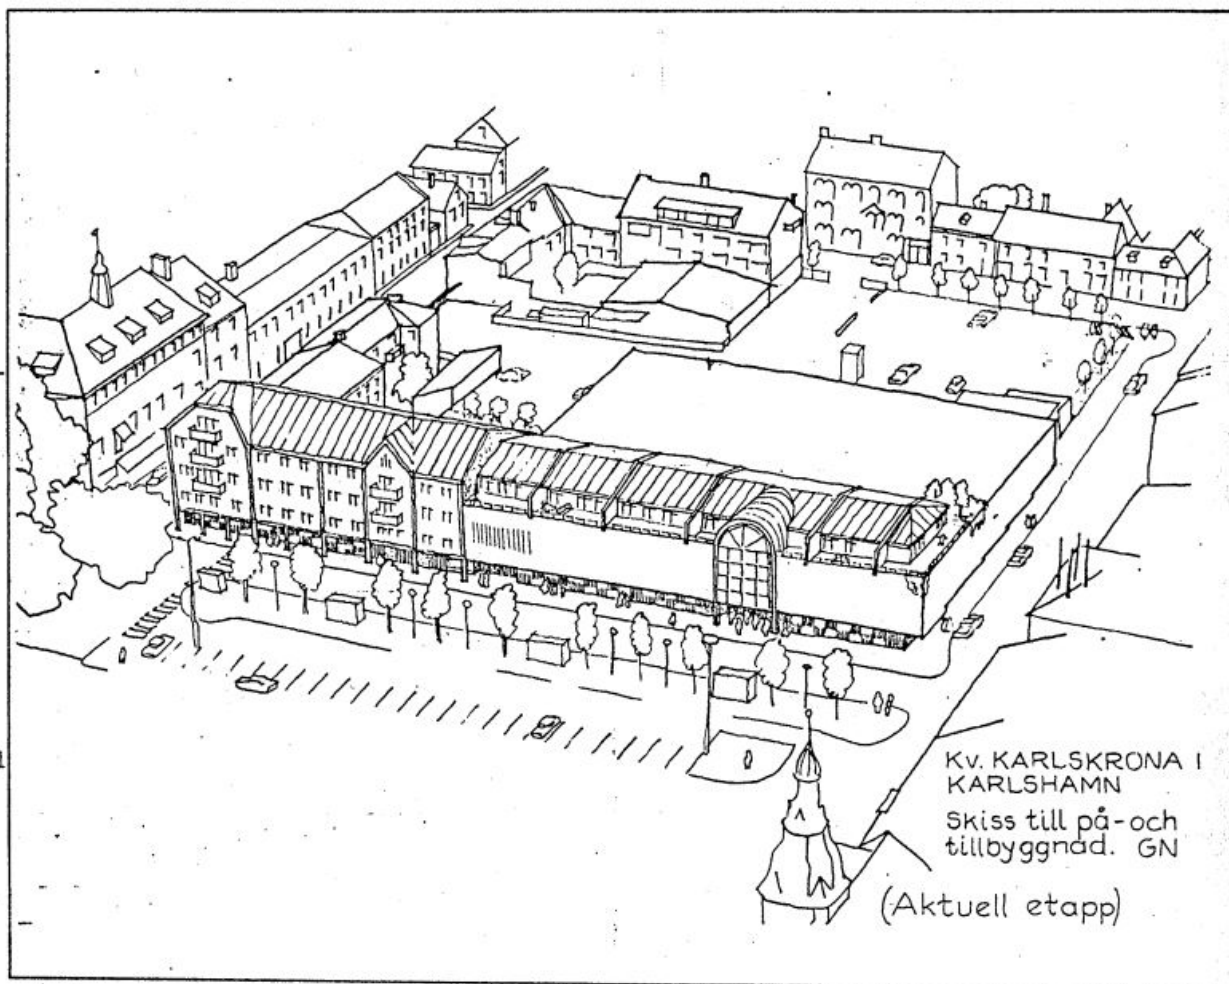 Kv. KARLSKRONA I
KARLSHAMN
Skiss till på-och
tillbyggnad. GN
(Aktuell etapp)